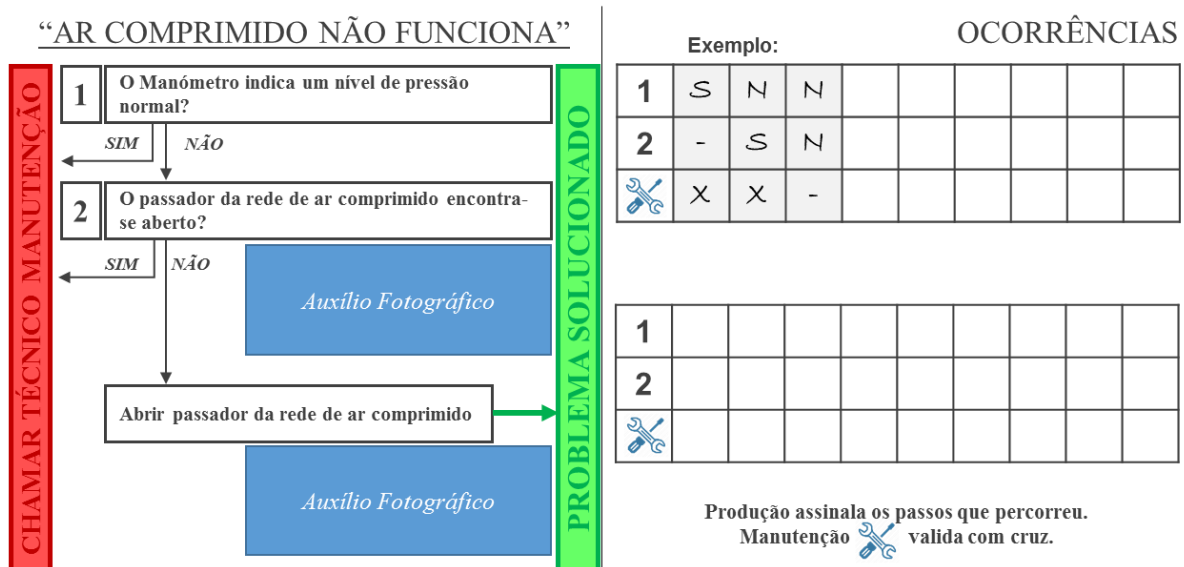 “AR COMPRIMIDO NÃO FUNCIONA”
CHAMAR TÉCNICO MANUTENÇÃO
1
O Manómetro indica um nível de pressão
normal?
SIM NÃO
2
O passador da rede de ar comprimido encontra-
se aberto?
SIM NÃO
Auxílio Fotográfico
Abrir passador da rede de ar comprimido
Auxílio Fotográfico
PROBLEMA SOLUCIONADO
OCORRÊNCIAS
Exemplo:
1 S N N
2 - S N
X X -
1
2
Produção assinala os passos que percorreu.
Manutenção valida com cruz.